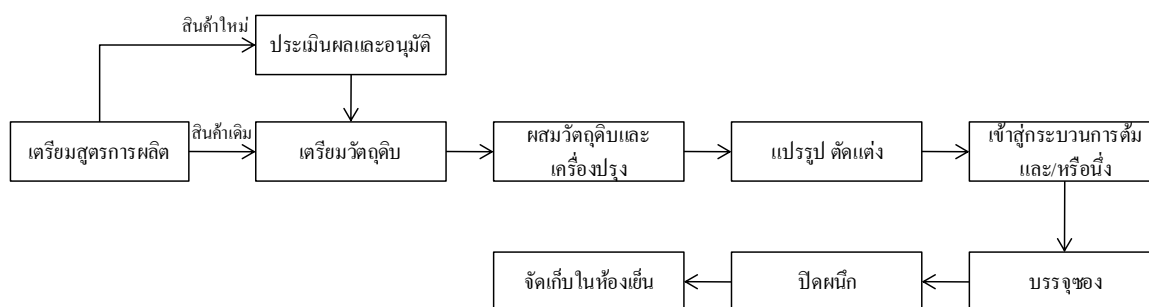 สินค้าใหม่
ประเมินผลและอนุมัติ
เตรียมสูตรการผลิต
สินค้าเดิม
เตรียมวัตถุดิบ
ผสมวัตถุดิบและ
เครื่องปรุง
แปรรูป ตัดแต่ง
เข้าสู่กระบวนการต้ม
และ/หรือนึ่ง
จัดเก็บในห้องเย็น
ปิดผนึก
บรรจุซอง